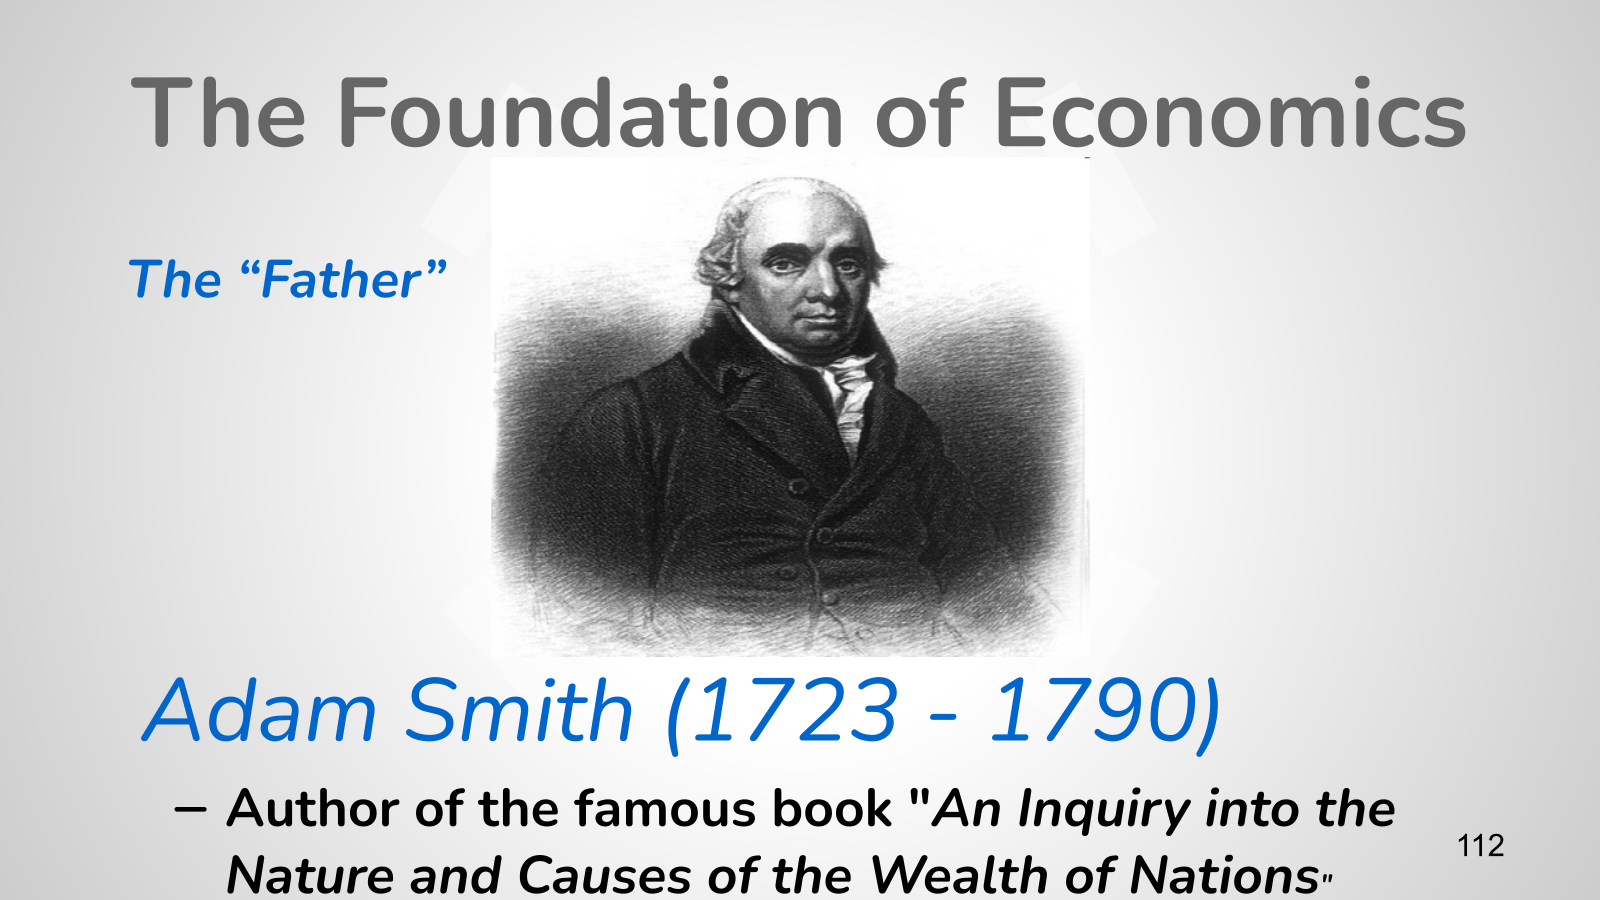 The Foundation of Economics
The “Father”
Adam Smith (1723 - 1790)
– Author of the famous book "An Inquiry into the
Nature and Causes of the Wealth of Nations"
112